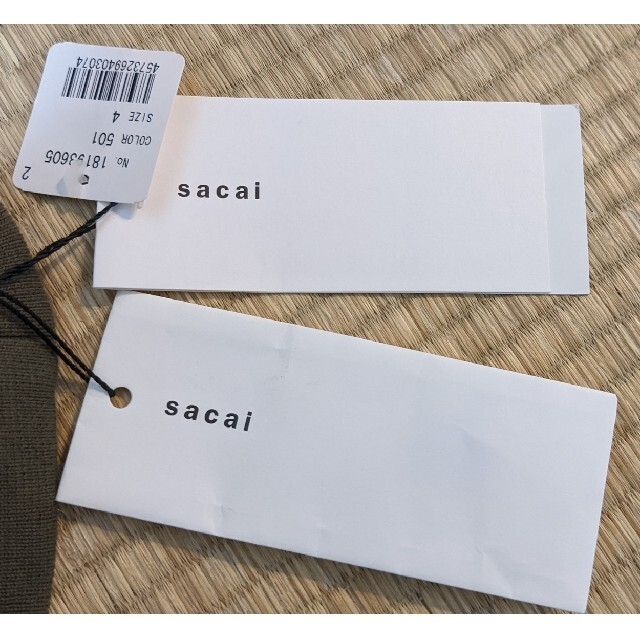 2
No. 18193605
COLOR 501
SIZE 4
4573269403074
sacai
sacai